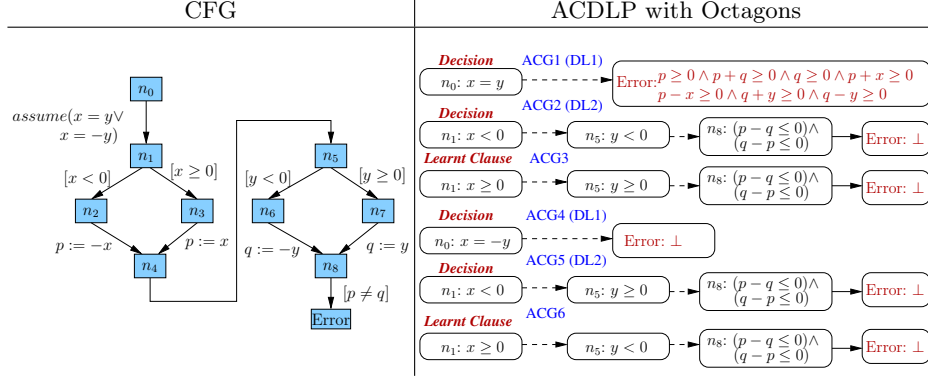 CFG
n₀
assume(x = y∨
x = −y)
n₁
[x < 0]
[x ≥ 0]
n₂
n₃
p := −x
p := x
n₄
n₅
[y < 0]
[y ≥ 0]
n₆
n₇
q := −y
q := y
n₈
[p ≠ q]
Error
ACDLP with Octagons
Decision ACG1 (DL1)
n₀: x = y
Error: p ≥ 0 ∧ p + q ≥ 0 ∧ q ≥ 0 ∧ p + x ≥ 0
p − x ≥ 0 ∧ q + y ≥ 0 ∧ q − y ≥ 0
Decision ACG2 (DL2)
n₁: x < 0
n₅: y < 0
n₈: (p − q ≤ 0)∧
(q − p ≤ 0)
Error: ⊥
Learnt Clause ACG3
n₁: x ≥ 0
n₅: y ≥ 0
n₈: (p − q ≤ 0)∧
(q − p ≤ 0)
Error: ⊥
Decision ACG4 (DL1)
n₀: x = −y
Error: ⊥
Decision ACG5 (DL2)
n₁: x < 0
n₅: y ≥ 0
n₈: (p − q ≤ 0)∧
(q − p ≤ 0)
Error: ⊥
Learnt Clause ACG6
n₁: x ≥ 0
n₅: y < 0
n₈: (p − q ≤ 0)∧
(q − p ≤ 0)
Error: ⊥